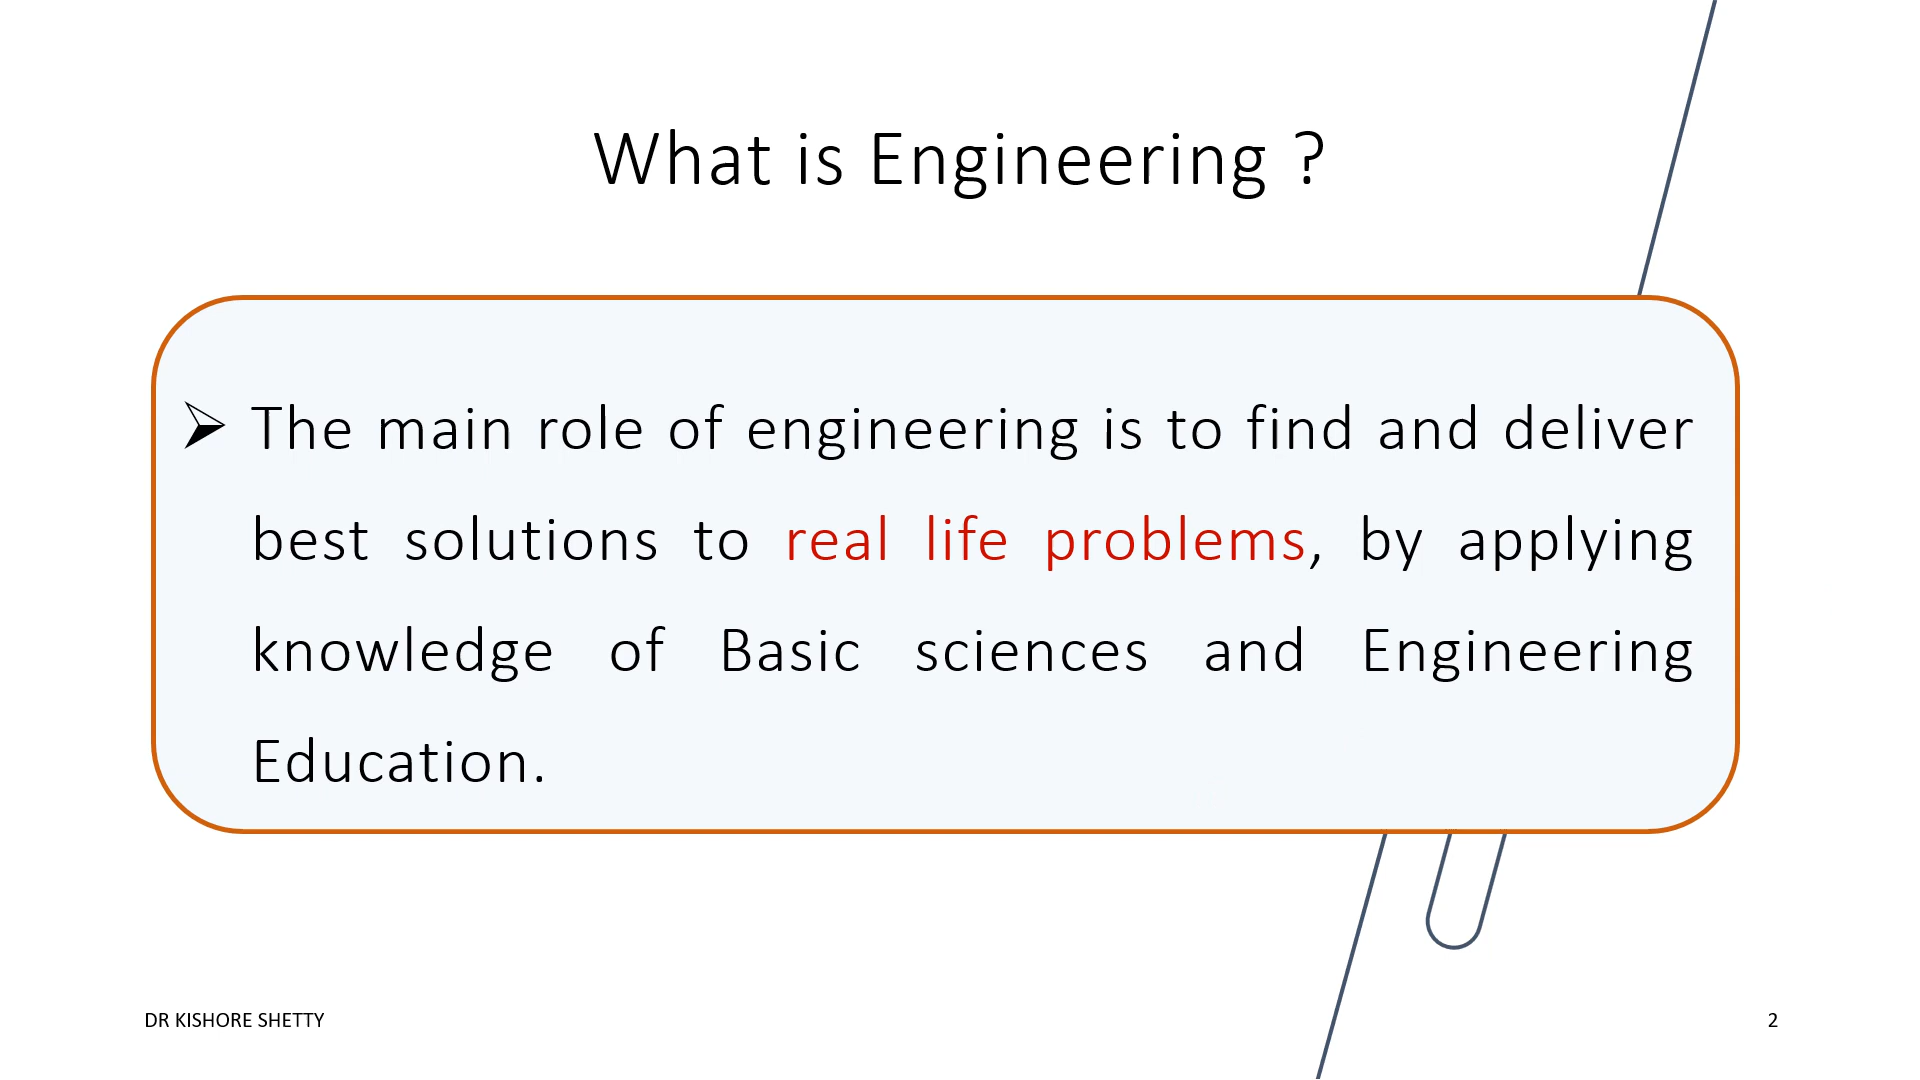 What is Engineering ?
The main role of engineering is to find and deliver
best solutions to real life problems, by applying
knowledge of Basic sciences and Engineering
Education.
DR KISHORE SHETTY
2